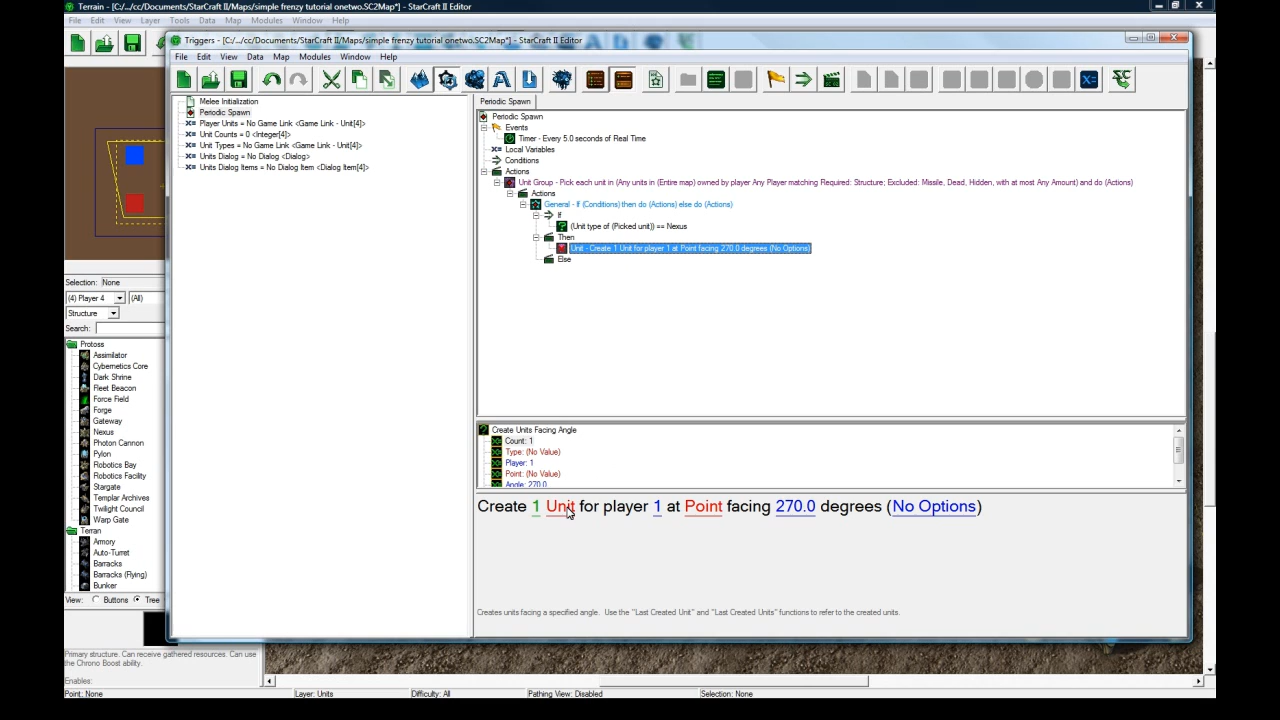 Terrain - [C:/.../cc/Documents/StarCraft II/Maps/simple frenzy tutorial onetwo.SC2Map*] - StarCraft II Editor
File Edit View Layer Tools Data Map Modules Window Help
Triggers - [C:/.../cc/Documents/StarCraft II/Maps/simple frenzy tutorial onetwo.SC2Map*] - StarCraft II Editor
File Edit View Data Map Modules Window Help
Melee Initialization
Periodic Spawn
Player Units = No Game Link <Game Link - Unit[4]>
Unit Counts = 0 <Integer[4]>
Unit Types = No Game Link <Game Link - Unit[4]>
Units Dialog = No Dialog <Dialog>
Units Dialog Items = No Dialog Item <Dialog Item[4]>
Periodic Spawn
Periodic Spawn
Events
Timer - Every 5.0 seconds of Real Time
Local Variables
Conditions
Actions
Unit Group - Pick each unit in (Any units in (Entire map) owned by player Any Player matching Required: Structure; Excluded: Missile, Dead, Hidden, with at most Any Amount) and do (Actions)
Actions
General - If (Conditions) then do (Actions) else do (Actions)
If
(Unit type of (Picked unit)) == Nexus
Then
Unit - Create 1 Unit for player 1 at Point facing 270.0 degrees (No Options)
Else
Create Units Facing Angle
Count: 1
Type: (No Value)
Player: 1
Point: (No Value)
Angle: 270.0
Create 1 Unit for player 1 at Point facing 270.0 degrees (No Options)
Creates units facing a specified angle. Use the "Last Created Unit" and "Last Created Units" functions to refer to the created units.
Selection: None
(4) Player 4 (All)
Structure
Search:
Protoss
Assimilator
Cybernetics Core
Dark Shrine
Fleet Beacon
Force Field
Forge
Gateway
Nexus
Photon Cannon
Pylon
Robotics Bay
Robotics Facility
Stargate
Templar Archives
Twilight Council
Warp Gate
Terran
Armory
Auto-Turret
Barracks
Barracks (Flying)
Bunker
View: Buttons Tree
Primary structure. Can receive gathered resources. Can use
the Chrono Boost ability.
Enables:
Point: None Layer: Units Difficulty: All Pathing View: Disabled Selection: None